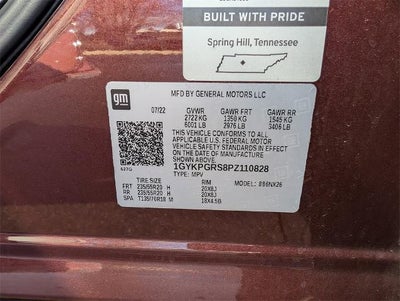 BUILT WITH PRIDE
Spring Hill, Tennessee
gm
MFD BY GENERAL MOTORS LLC
07/22 GVWR GAWR FRT GAWR RR
2722 KG 1350 KG 1545 KG
6001 LB 2976 LB 3406 LB
THIS VEHICLE CONFORMS TO ALL
APPLICABLE U.S. FEDERAL MOTOR
VEHICLE SAFETY STANDARDS IN
EFFECT ON THE DATE OF
MANUFACTURE SHOWN ABOVE.
1GYKPGRS8PZ110828
TYPE: MPV
TIRE SIZE RIM MODEL:
FRT 235/55R20 H 20X8J
RR 235/55R20 H 20X8J
SPA T135/70R18 M 18X4.5B